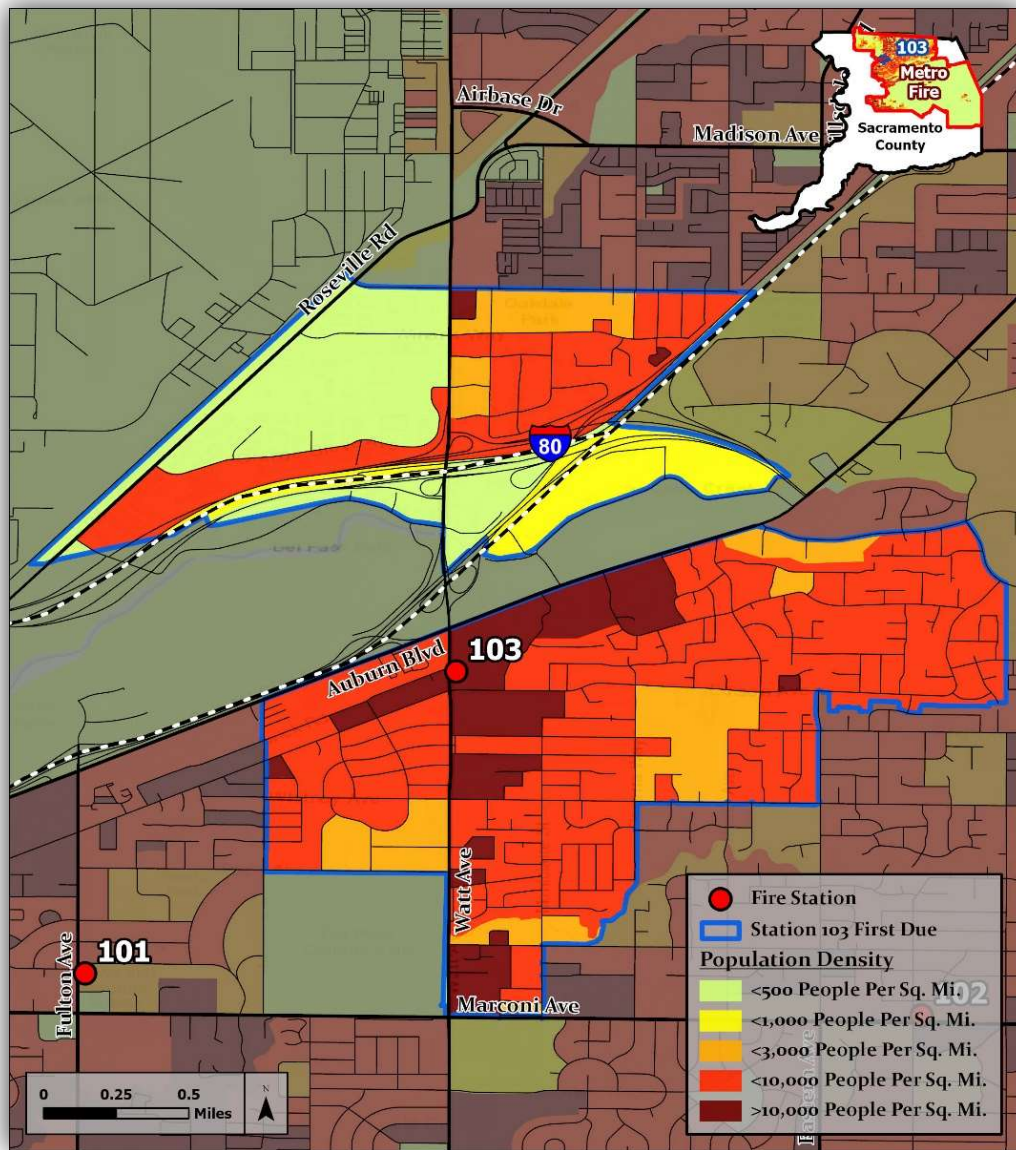 103
Metro
Fire
Sacramento
County
Airbase Dr
Madison Ave
Roseville Rd
80
103
Auburn Blvd
Watt Ave
101
Fulton Ave
Marconi Ave
Fire Station
Station 103 First Due
Population Density
<500 People Per Sq. Mi.
<1,000 People Per Sq. Mi.
<3,000 People Per Sq. Mi.
<10,000 People Per Sq. Mi.
>10,000 People Per Sq. Mi.
102
0 0.25 0.5
Miles
N